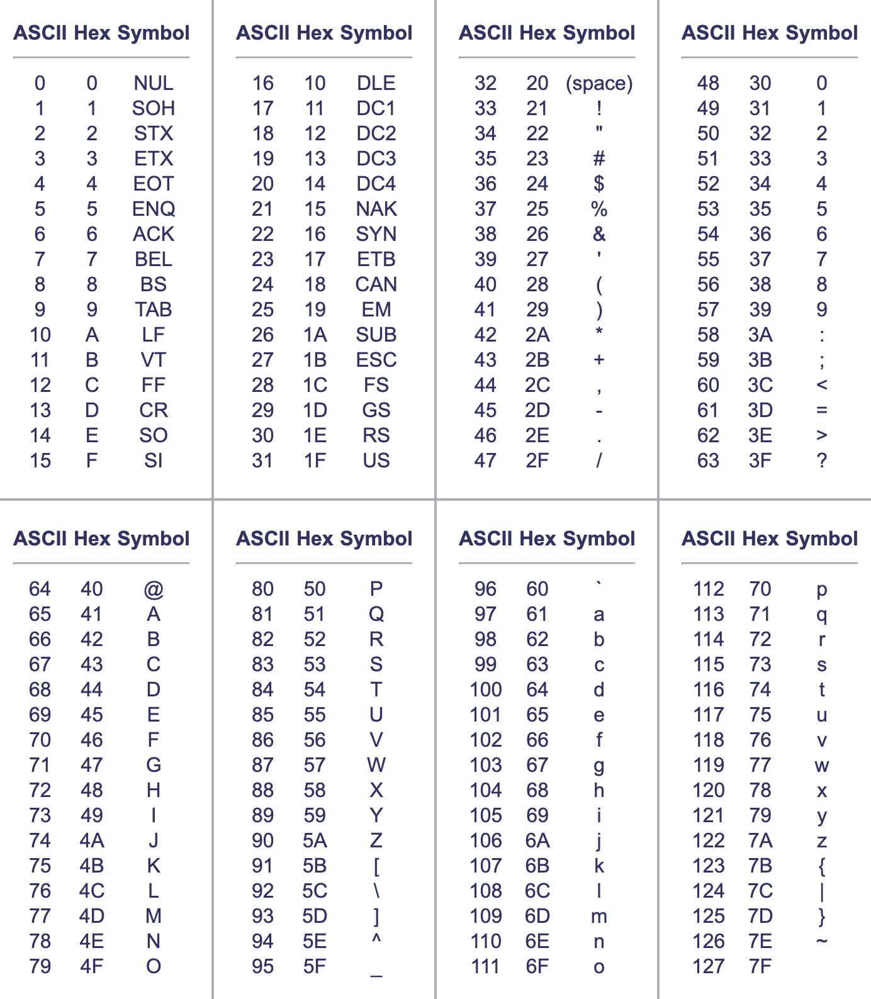 ASCII Hex Symbol
0 0 NUL
1 1 SOH
2 2 STX
3 3 ETX
4 4 EOT
5 5 ENQ
6 6 ACK
7 7 BEL
8 8 BS
9 9 TAB
10 A LF
11 B VT
12 C FF
13 D CR
14 E SO
15 F SI
ASCII Hex Symbol
16 10 DLE
17 11 DC1
18 12 DC2
19 13 DC3
20 14 DC4
21 15 NAK
22 16 SYN
23 17 ETB
24 18 CAN
25 19 EM
26 1A SUB
27 1B ESC
28 1C FS
29 1D GS
30 1E RS
31 1F US
ASCII Hex Symbol
32 20 (space)
33 21 !
34 22 "
35 23 #
36 24 $
37 25 %
38 26 &
39 27 '
40 28 (
41 29 )
42 2A *
43 2B +
44 2C ,
45 2D -
46 2E .
47 2F /
ASCII Hex Symbol
48 30 0
49 31 1
50 32 2
51 33 3
52 34 4
53 35 5
54 36 6
55 37 7
56 38 8
57 39 9
58 3A :
59 3B ;
60 3C <
61 3D =
62 3E >
63 3F ?
ASCII Hex Symbol
64 40 @
65 41 A
66 42 B
67 43 C
68 44 D
69 45 E
70 46 F
71 47 G
72 48 H
73 49 I
74 4A J
75 4B K
76 4C L
77 4D M
78 4E N
79 4F O
ASCII Hex Symbol
80 50 P
81 51 Q
82 52 R
83 53 S
84 54 T
85 55 U
86 56 V
87 57 W
88 58 X
89 59 Y
90 5A Z
91 5B [
92 5C \
93 5D ]
94 5E ^
95 5F _
ASCII Hex Symbol
96 60 `
97 61 a
98 62 b
99 63 c
100 64 d
101 65 e
102 66 f
103 67 g
104 68 h
105 69 i
106 6A j
107 6B k
108 6C l
109 6D m
110 6E n
111 6F o
ASCII Hex Symbol
112 70 p
113 71 q
114 72 r
115 73 s
116 74 t
117 75 u
118 76 v
119 77 w
120 78 x
121 79 y
122 7A z
123 7B {
124 7C |
125 7D }
126 7E ~
127 7F